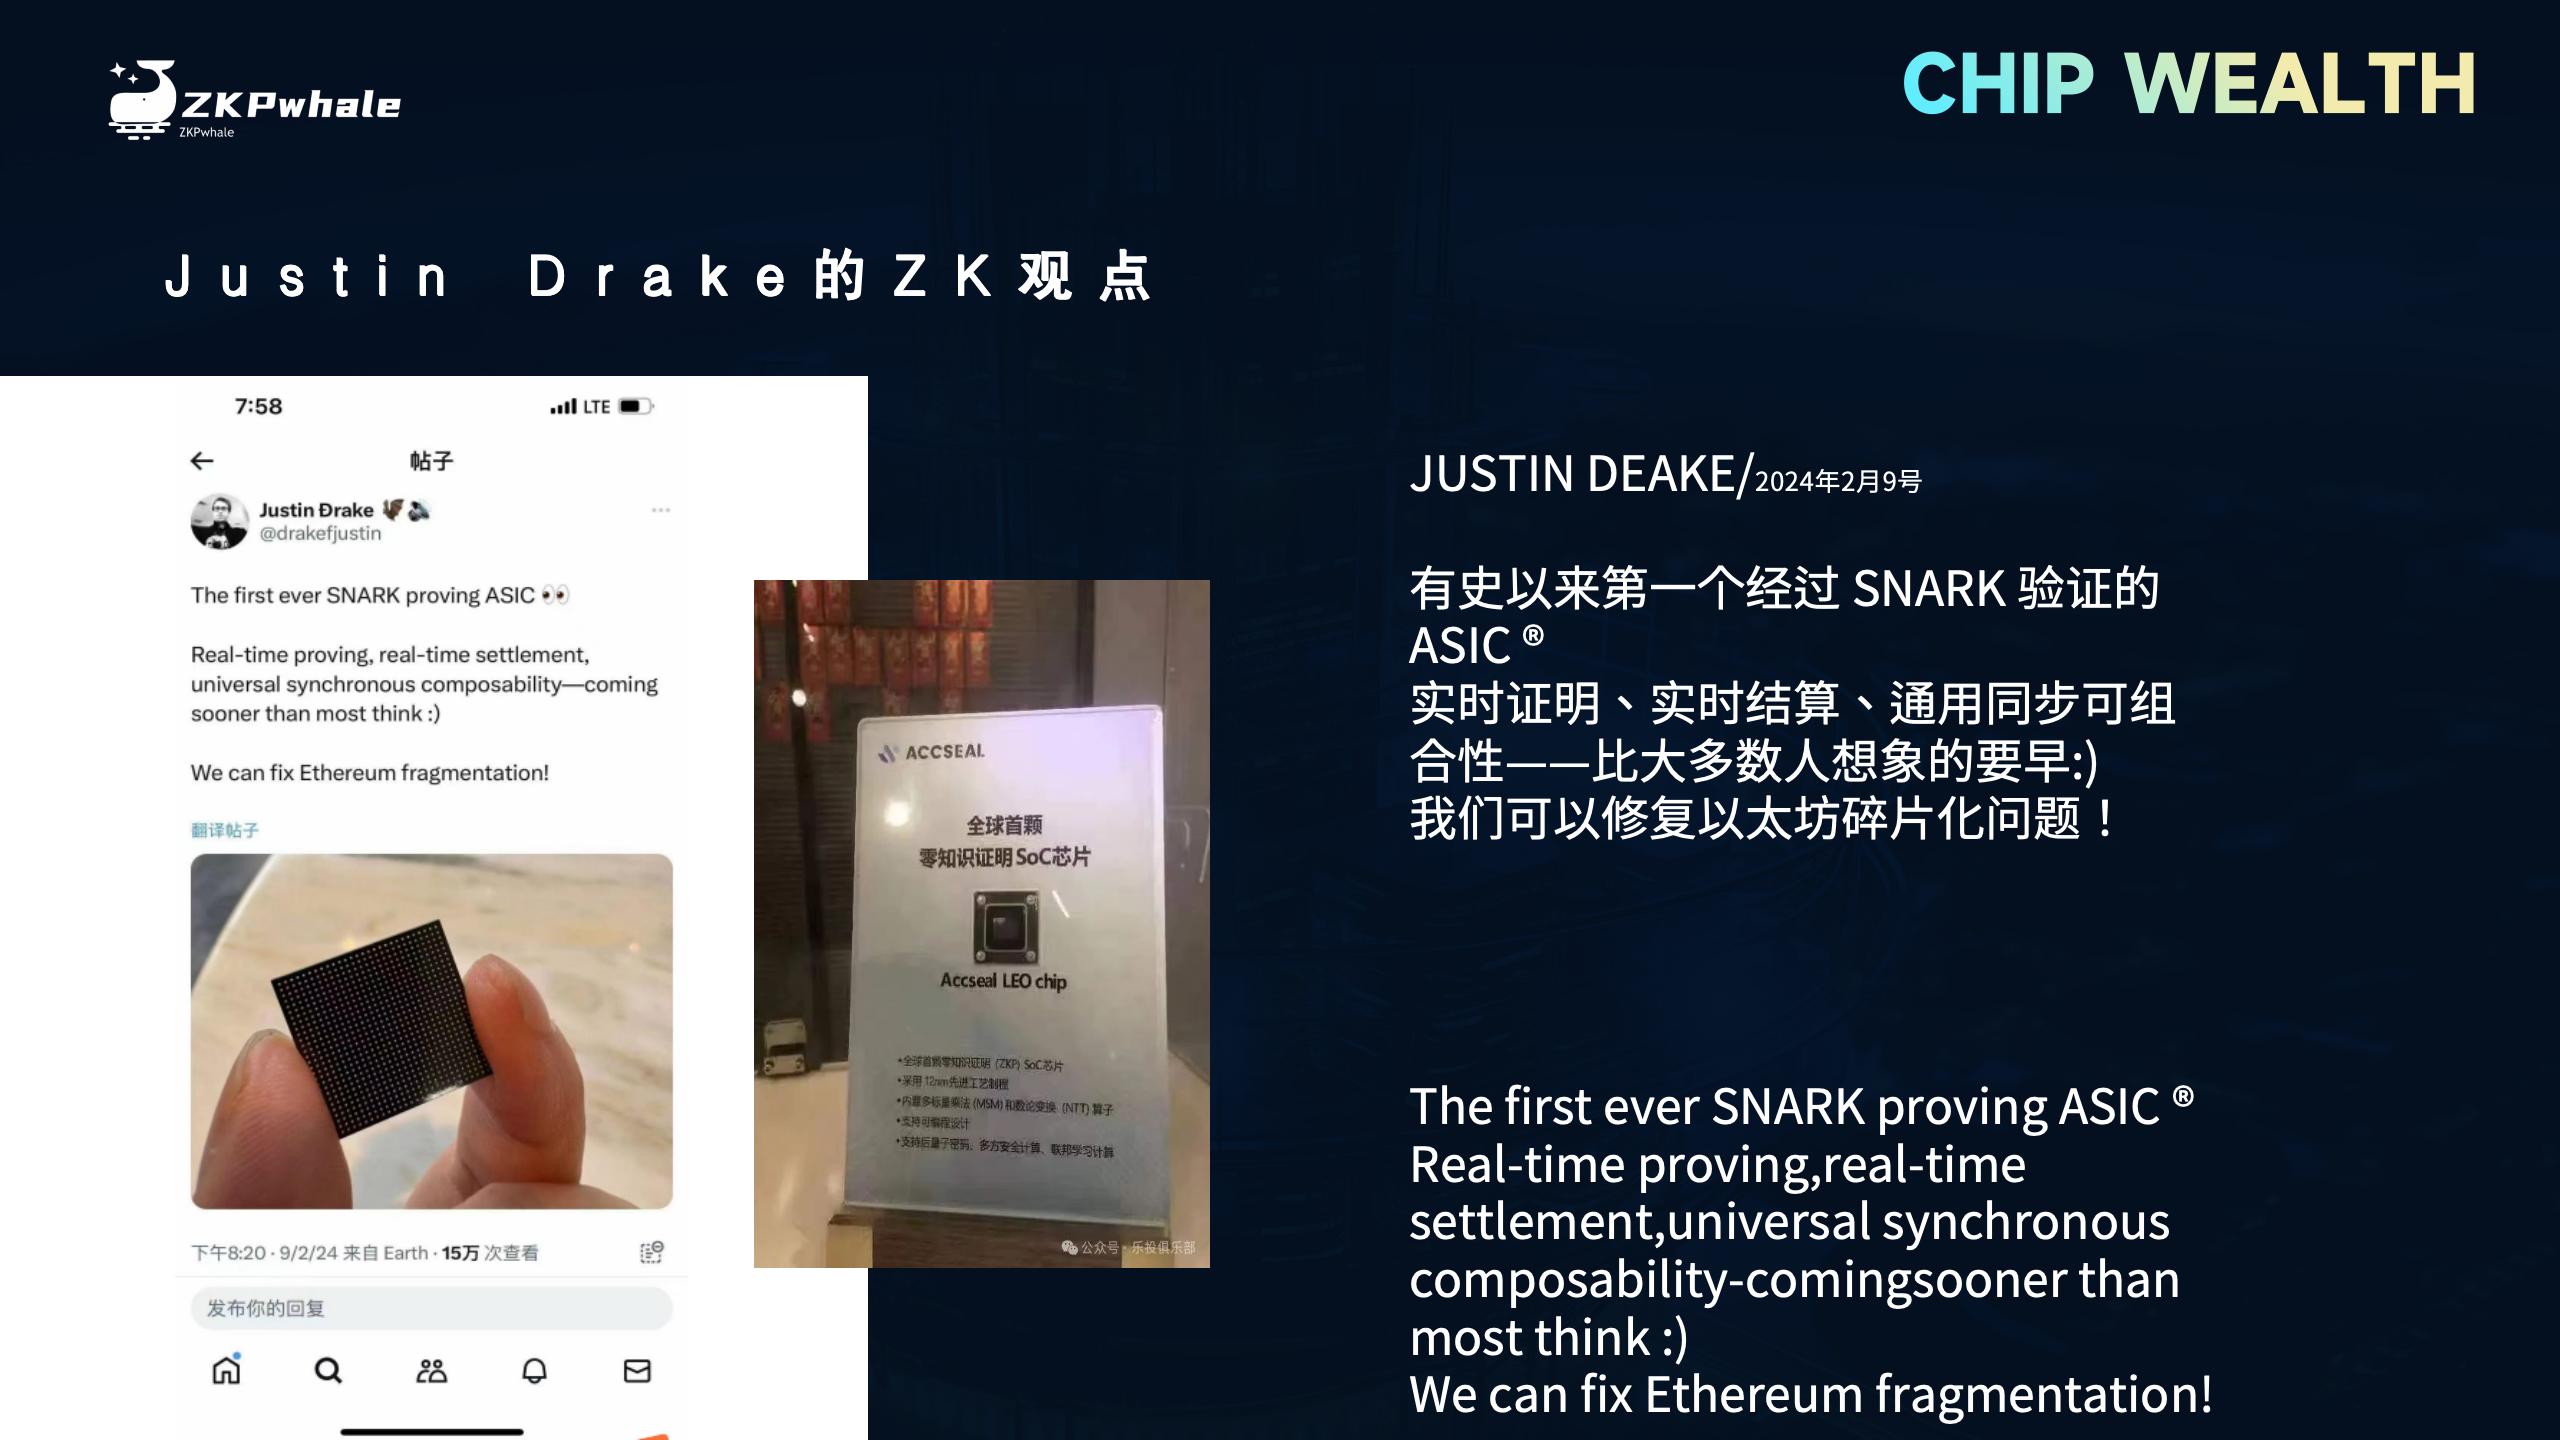 ZKPwhale
ZKPwhale
CHIP WEALTH
Justin Drake的ZK观点
7:58
LTE
帖子
Justin Ðrake
@drakefjustin
The first ever SNARK proving ASIC 👀
Real-time proving, real-time settlement,
universal synchronous composability—coming
sooner than most think :)
We can fix Ethereum fragmentation!
翻译帖子
下午8:20 · 9/2/24 来自 Earth · 15万 次查看
发布你的回复
ACCSEAL
全球首颗
零知识证明 SoC芯片
Accseal LEO chip
•全球首颗零知识证明 (ZKP) SoC芯片
•采用 12nm先进工艺制程
•内置多标量乘法 (MSM) 和数论变换 (NTT) 算子
•支持可编程设计
•支持后量子密码、多方安全计算、联邦学习计算
公众号 · 乐投俱乐部
JUSTIN DEAKE/2024年2月9号
有史以来第一个经过 SNARK 验证的
ASIC ®
实时证明、实时结算、通用同步可组
合性——比大多数人想象的要早:)
我们可以修复以太坊碎片化问题！
The first ever SNARK proving ASIC ®
Real-time proving,real-time
settlement,universal synchronous
composability-comingsooner than
most think :)
We can fix Ethereum fragmentation!